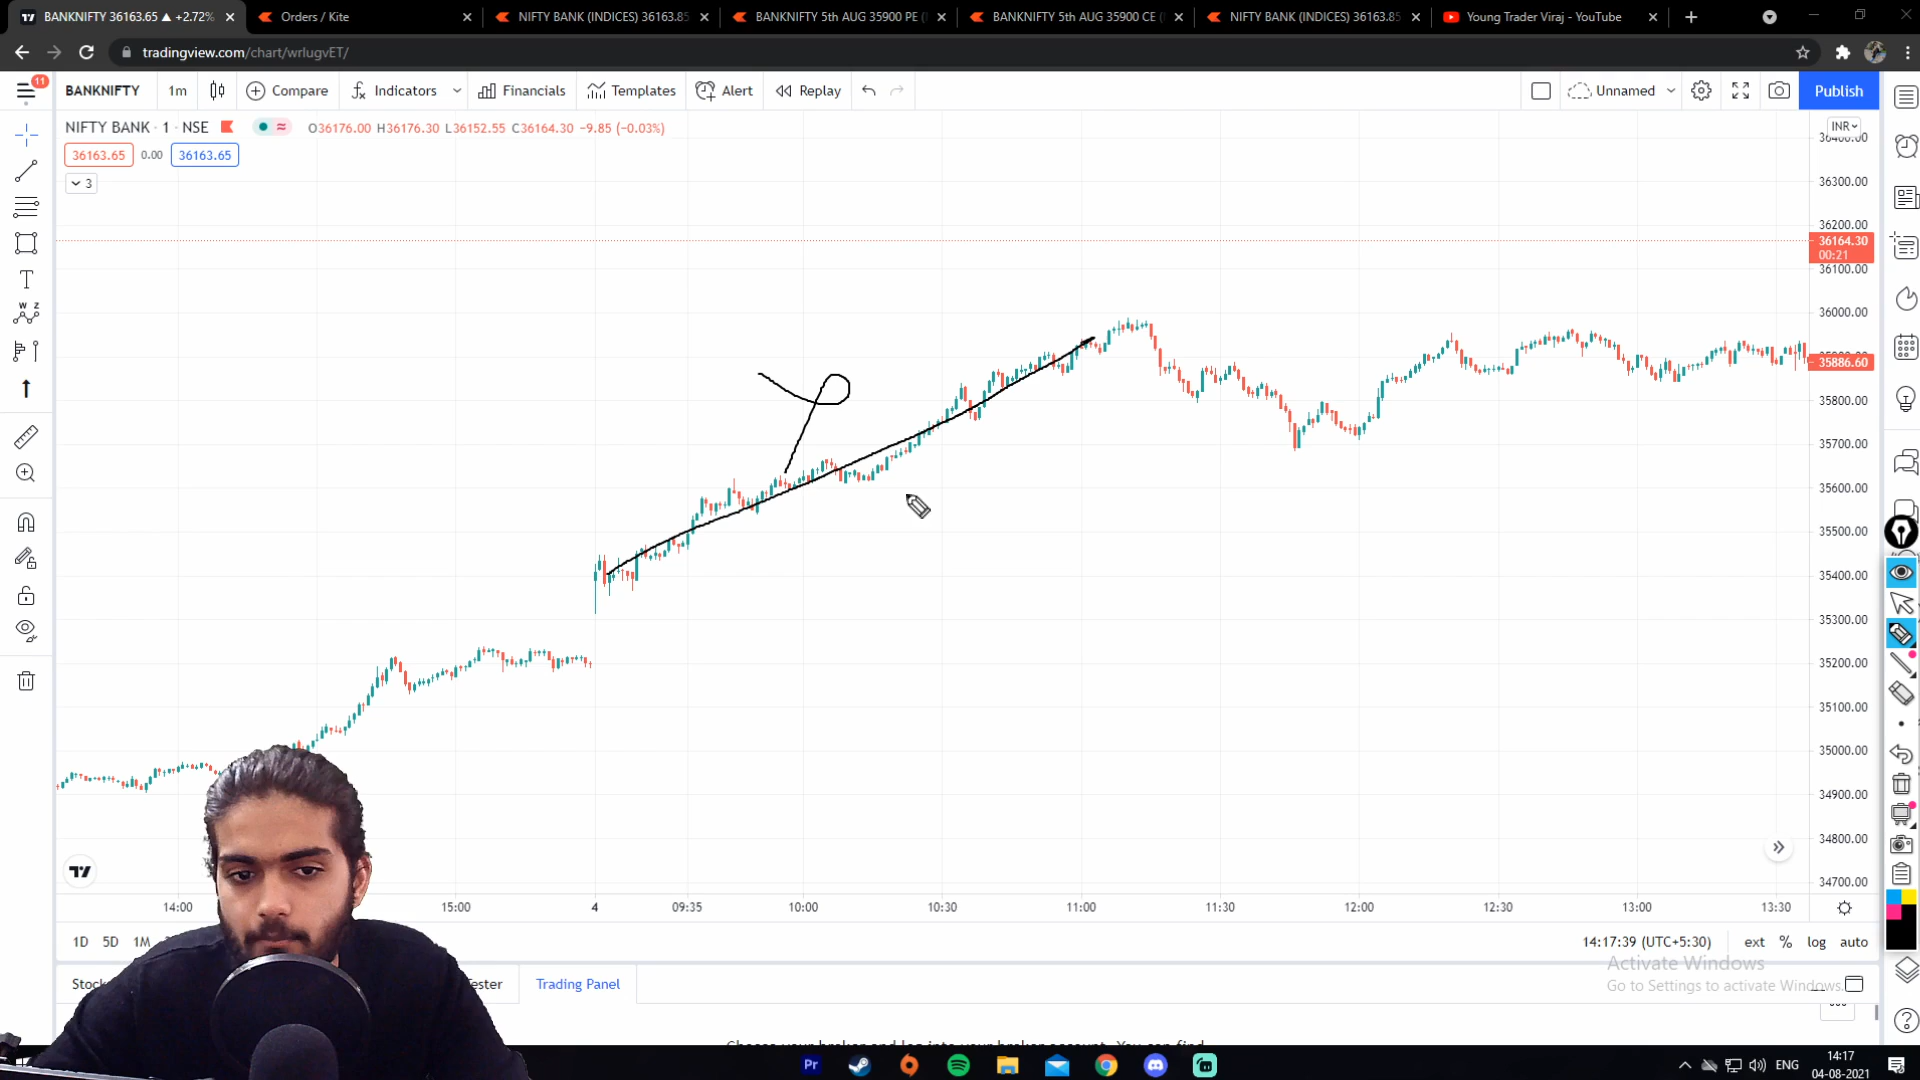 BANKNIFTY 36163.65 ▲ +2.72%
Orders / Kite
NIFTY BANK (INDICES) 36163.85
BANKNIFTY 5th AUG 35900 PE (
BANKNIFTY 5th AUG 35900 CE (
NIFTY BANK (INDICES) 36163.85
Young Trader Viraj - YouTube
tradingview.com/chart/wrlugvET/
11
BANKNIFTY
1m
Compare
Indicators
Financials
Templates
Alert
Replay
Unnamed
Publish
NIFTY BANK · 1 · NSE
O36176.00 H36176.30 L36152.55 C36164.30 −9.85 (−0.03%)
INR
36163.65
0.00
36163.65
3
36400.00
36300.00
36200.00
36164.30
00:21
36100.00
36000.00
35886.60
35800.00
35700.00
35600.00
35500.00
35400.00
35300.00
35200.00
35100.00
35000.00
34900.00
34800.00
34700.00
14:00
15:00
4
09:35
10:00
10:30
11:00
11:30
12:00
12:30
13:00
13:30
1D
5D
1M
14:17:39 (UTC+5:30)
ext
%
log
auto
Activate Windows
Go to Settings to activate Windows.
Stock
ester
Trading Panel
ENG
14:17
04-08-2021